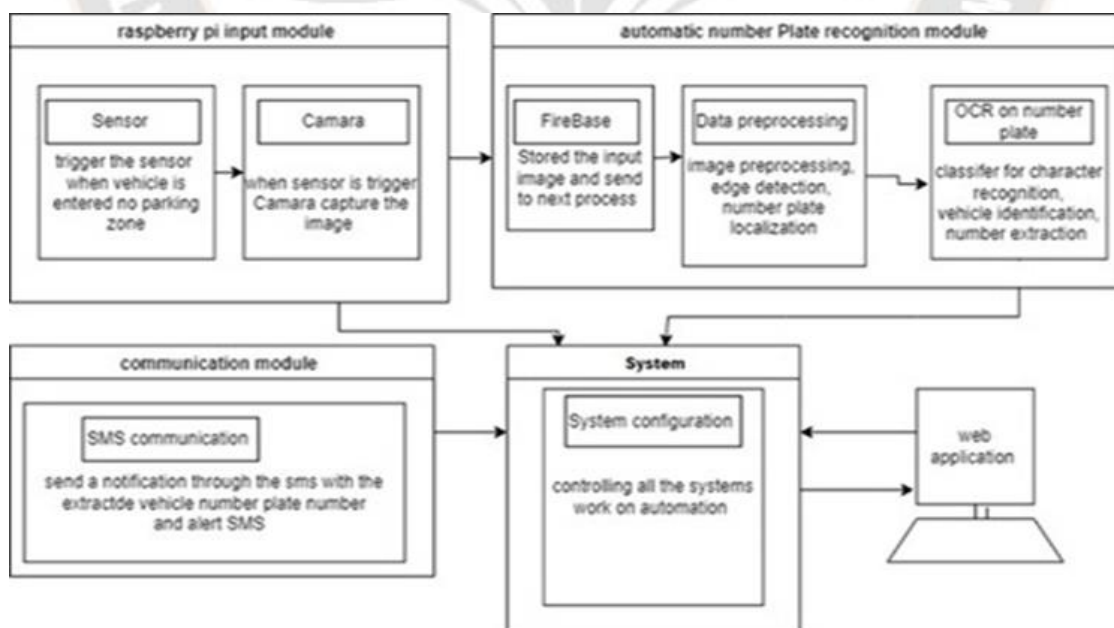 raspberry pi input module
Sensor
trigger the sensor
when vehicle is
entered no parking
zone
Camara
when sensor is trigger
Camara capture the
image
automatic number Plate recognition module
FireBase
Stored the input
image and send
to next process
Data preprocessing
image preprocessing,
edge detection,
number plate
localization
OCR on number
plate
classifer for character
recognition,
vehicle identification,
number extraction
communication module
SMS communication
send a notification through the sms with the
extractde vehicle number plate number
and alert SMS
System
System configuration
controlling all the systems
work on automation
web
application